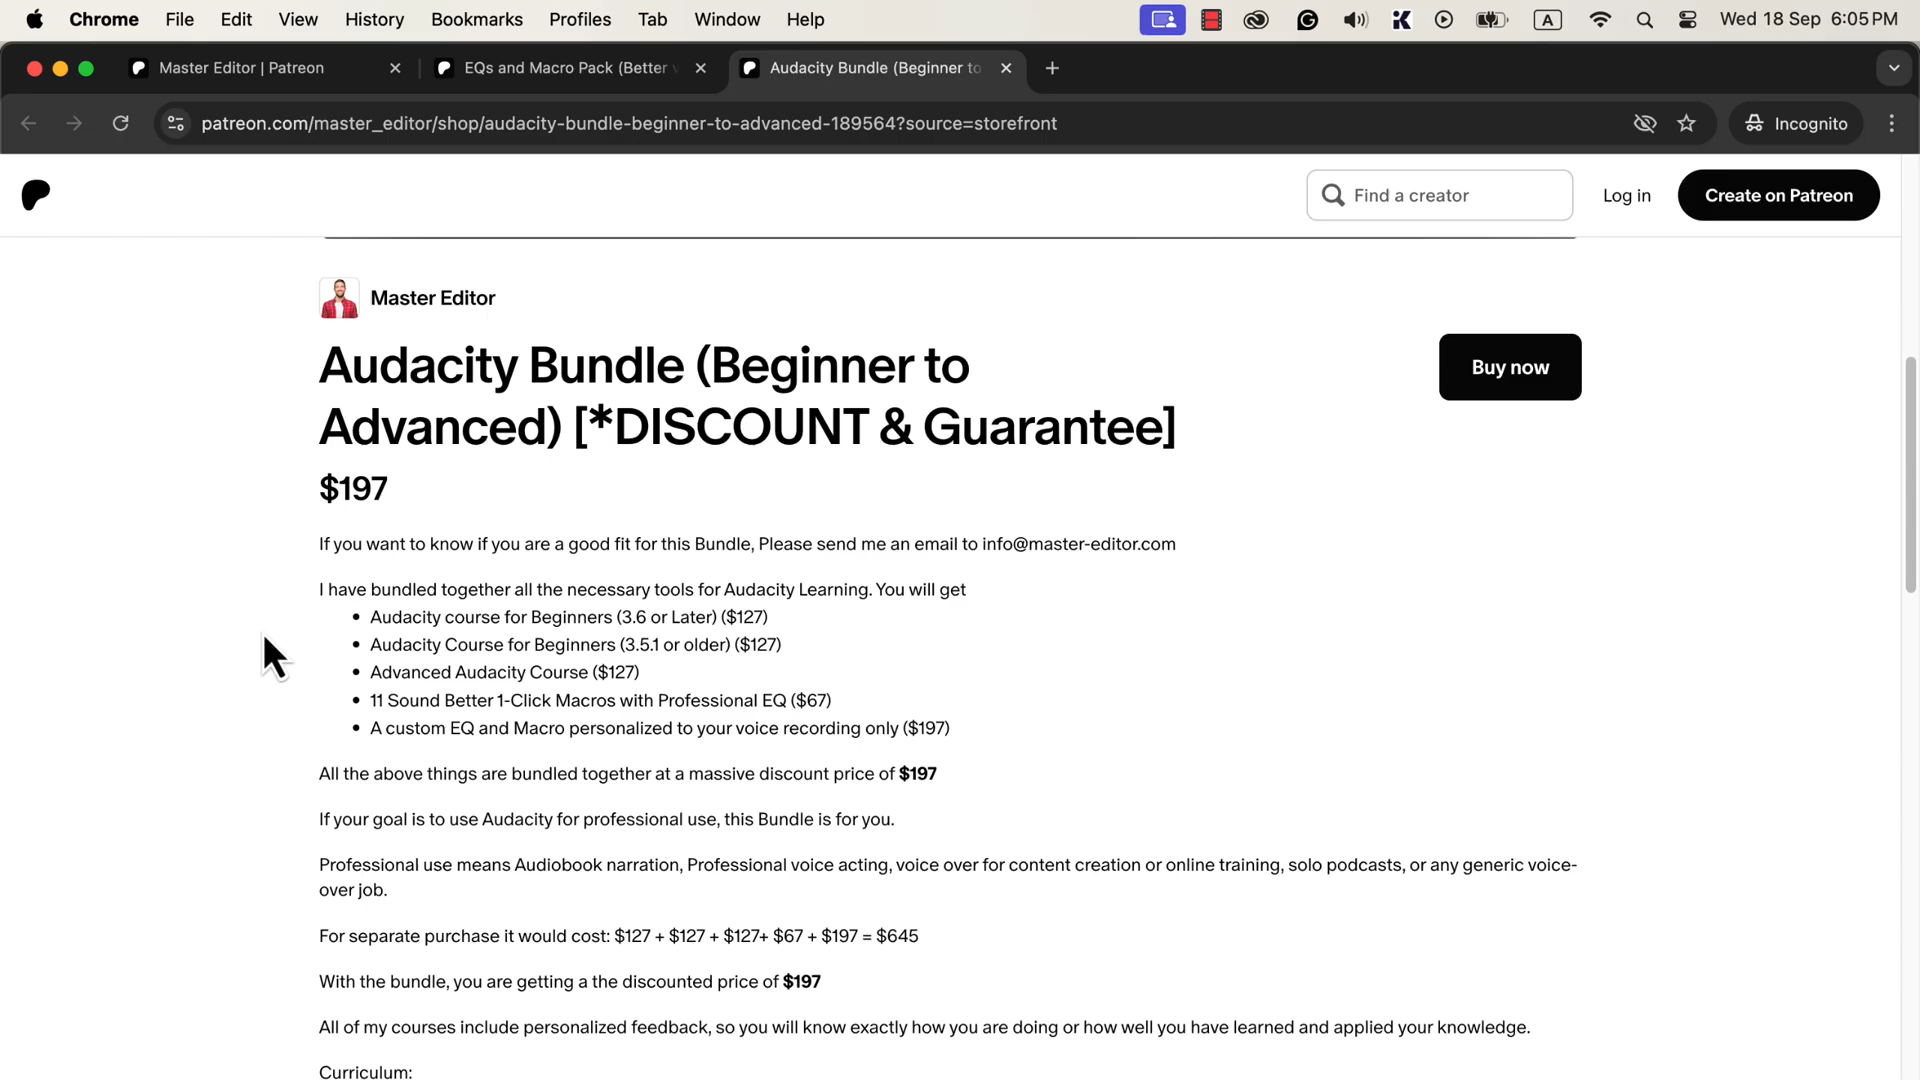 Chrome File Edit View History Bookmarks Profiles Tab Window Help A Wed 18 Sep 6:05 PM
Master Editor | Patreon EQs and Macro Pack (Better Audacity Bundle (Beginner to
patreon.com/master_editor/shop/audacity-bundle-beginner-to-advanced-189564?source=storefront Incognito
Find a creator Log in Create on Patreon
Master Editor
Audacity Bundle (Beginner to
Advanced) [*DISCOUNT & Guarantee]
Buy now
$197
If you want to know if you are a good fit for this Bundle, Please send me an email to info@master-editor.com
I have bundled together all the necessary tools for Audacity Learning. You will get
• Audacity course for Beginners (3.6 or Later) ($127)
• Audacity Course for Beginners (3.5.1 or older) ($127)
• Advanced Audacity Course ($127)
• 11 Sound Better 1-Click Macros with Professional EQ ($67)
• A custom EQ and Macro personalized to your voice recording only ($197)
All the above things are bundled together at a massive discount price of $197
If your goal is to use Audacity for professional use, this Bundle is for you.
Professional use means Audiobook narration, Professional voice acting, voice over for content creation or online training, solo podcasts, or any generic voice-
over job.
For separate purchase it would cost: $127 + $127 + $127+ $67 + $197 = $645
With the bundle, you are getting a the discounted price of $197
All of my courses include personalized feedback, so you will know exactly how you are doing or how well you have learned and applied your knowledge.
Curriculum: